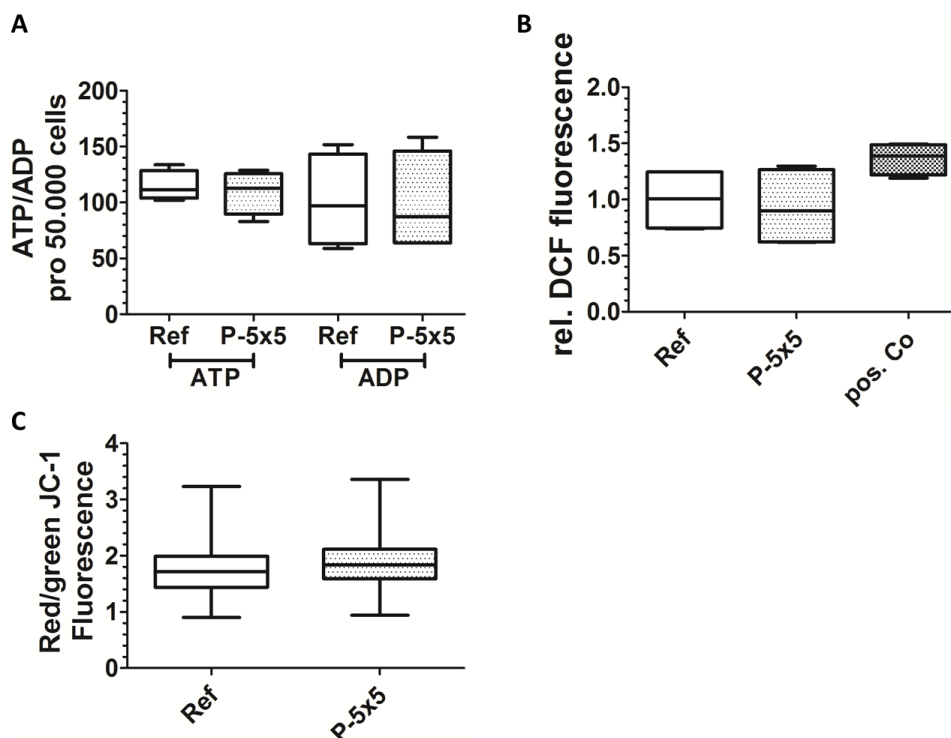 A
ATP/ADP
pro 50.000 cells
200
150
100
50
0
Ref P-5x5 Ref P-5x5
ATP ADP
B
rel. DCF fluorescence
2.0
1.5
1.0
0.5
0.0
Ref
P-5x5
pos. Co
C
Red/green JC-1
Fluorescence
4
3
2
1
0
Ref
P-5x5